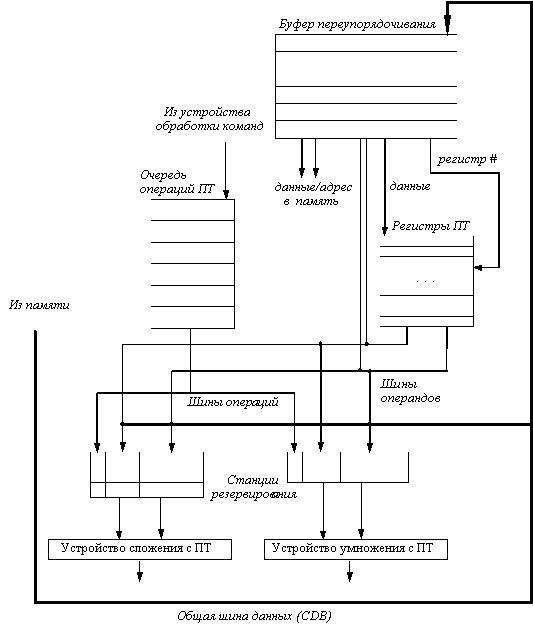 Буфер переупорядочивания
Из устройства
обработки команд
регистр #
Очередь
операций ПТ
данные/адрес
в память
данные
Регистры ПТ
. . .
Из памяти
Шины операций
Шины
операндов
Станции
резервирования
Устройство сложения с ПТ
Устройство умножения с ПТ
Общая шина данных (CDB)